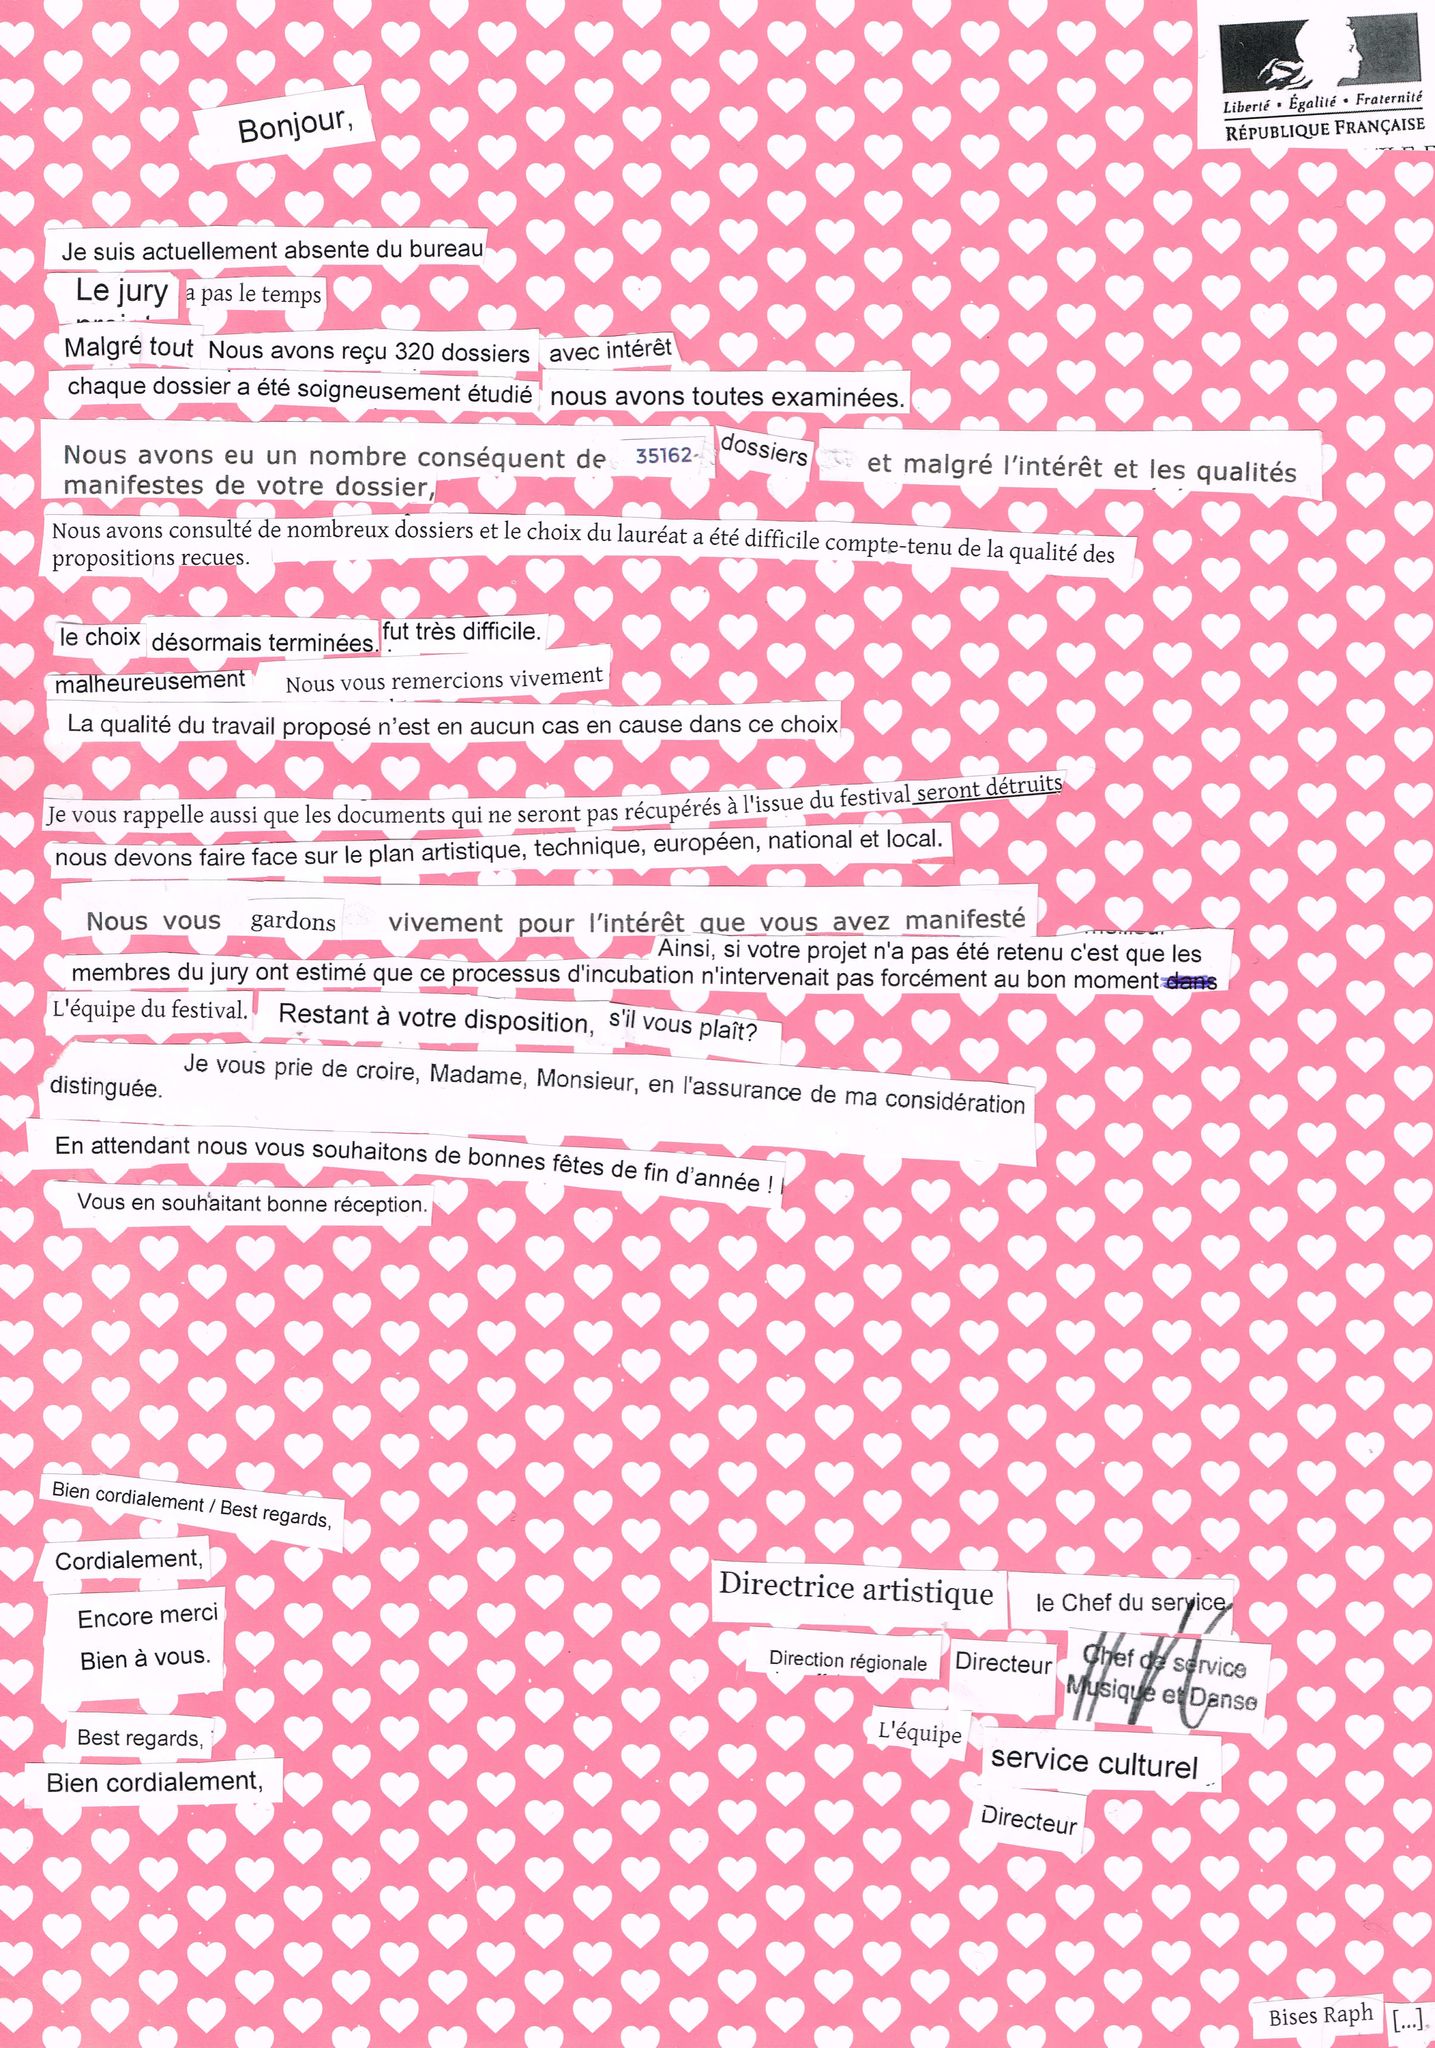 Liberté • Égalité • Fraternité
RÉPUBLIQUE FRANÇAISE
Bonjour,
Je suis actuellement absente du bureau
Le jury a pas le temps
Malgré tout Nous avons reçu 320 dossiers avec intérêt
chaque dossier a été soigneusement étudié nous avons toutes examinées.
Nous avons eu un nombre conséquent de 35162 dossiers et malgré l'intérêt et les qualités
manifestes de votre dossier,
Nous avons consulté de nombreux dossiers et le choix du lauréat a été difficile compte-tenu de la qualité des
propositions recues.
le choix désormais terminées. fut très difficile.
malheureusement Nous vous remercions vivement
La qualité du travail proposé n'est en aucun cas en cause dans ce choix
Je vous rappelle aussi que les documents qui ne seront pas récupérés à l'issue du festival seront détruits
nous devons faire face sur le plan artistique, technique, européen, national et local.
Nous vous gardons vivement pour l'intérêt que vous avez manifesté
Ainsi, si votre projet n'a pas été retenu c'est que les
membres du jury ont estimé que ce processus d'incubation n'intervenait pas forcément au bon moment dans
L'équipe du festival. Restant à votre disposition, s'il vous plaît?
Je vous prie de croire, Madame, Monsieur, en l'assurance de ma considération
distinguée.
En attendant nous vous souhaitons de bonnes fêtes de fin d'année !
Vous en souhaitant bonne réception.
Bien cordialement / Best regards,
Cordialement,
Encore merci
Bien à vous.
Best regards,
Bien cordialement,
Directrice artistique le Chef du service
Direction régionale Directeur Chef de service
Musique et Danse
L'équipe
service culturel
Directeur
Bises Raph [...]